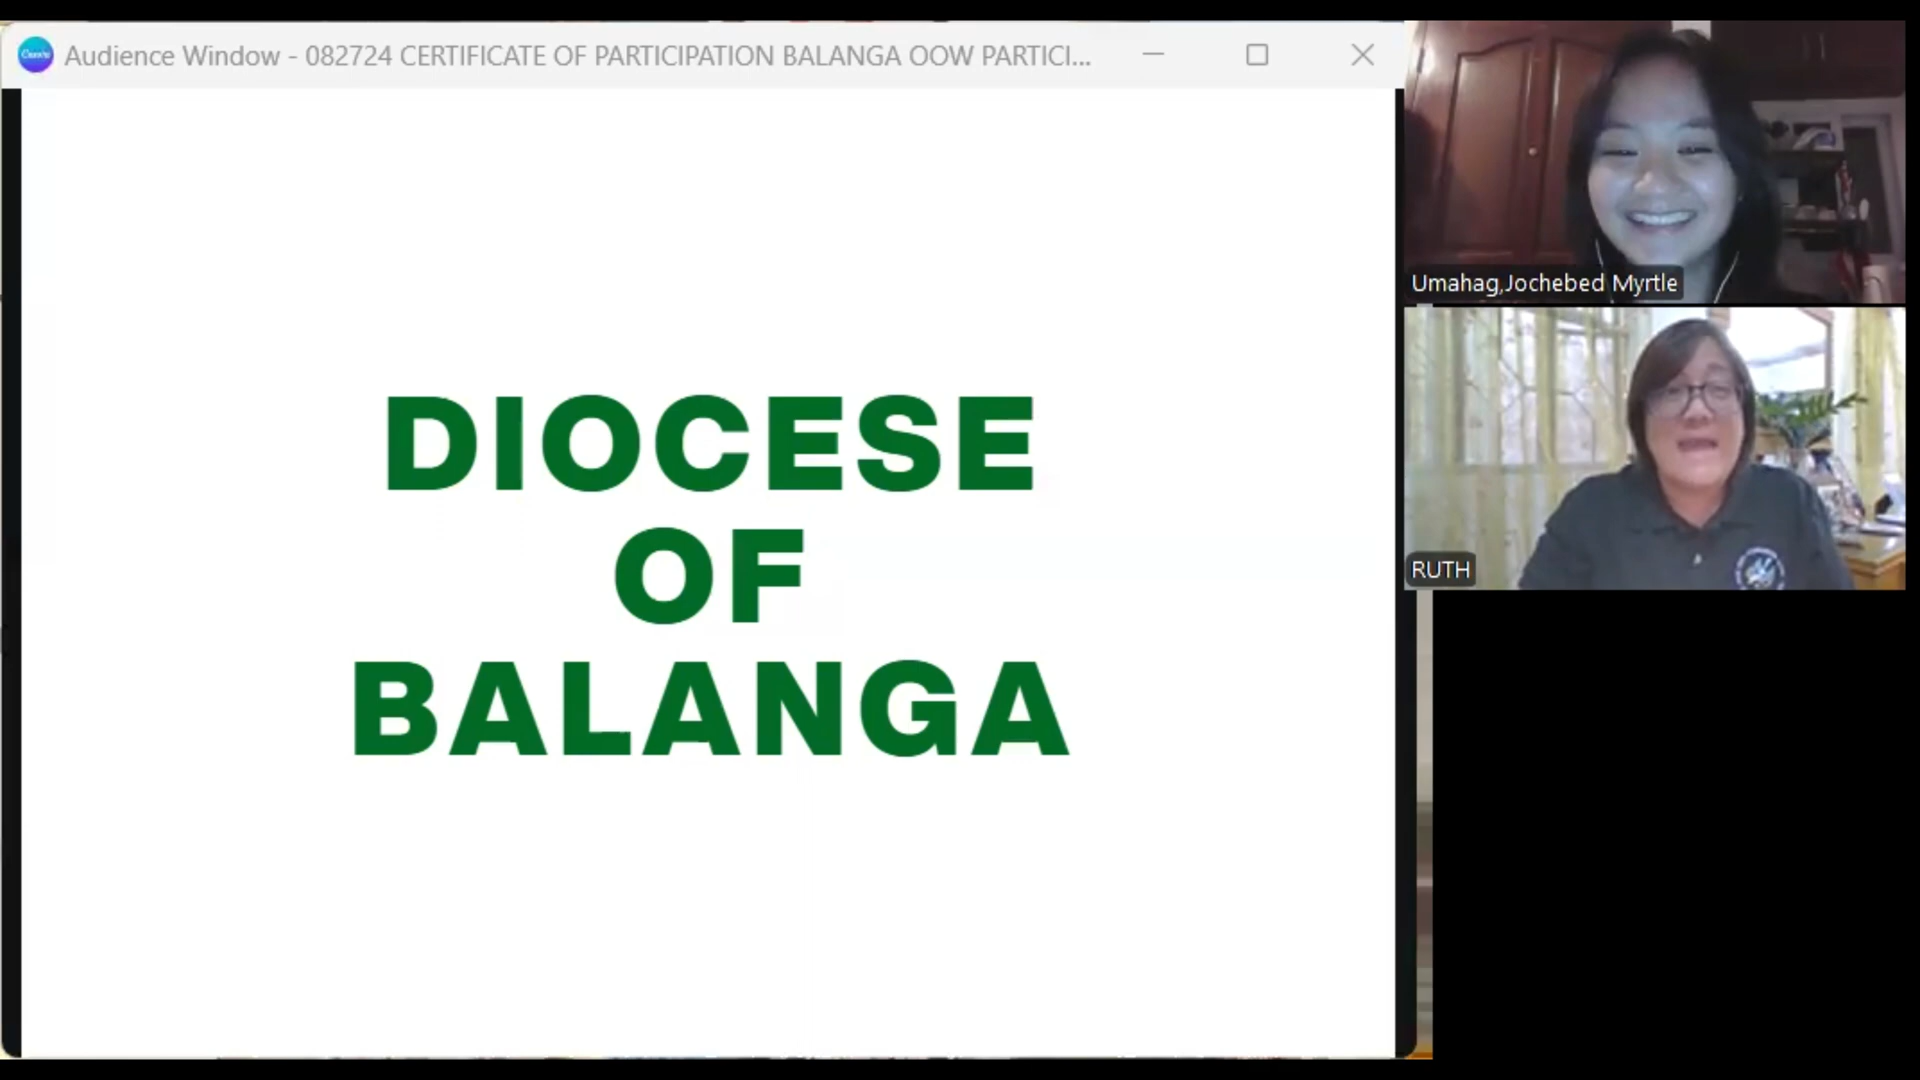 Audience Window - 082724 CERTIFICATE OF PARTICIPATION BALANGA OOW PARTICI...
DIOCESE
OF
BALANGA
Umahag,Jochebed Myrtle
RUTH